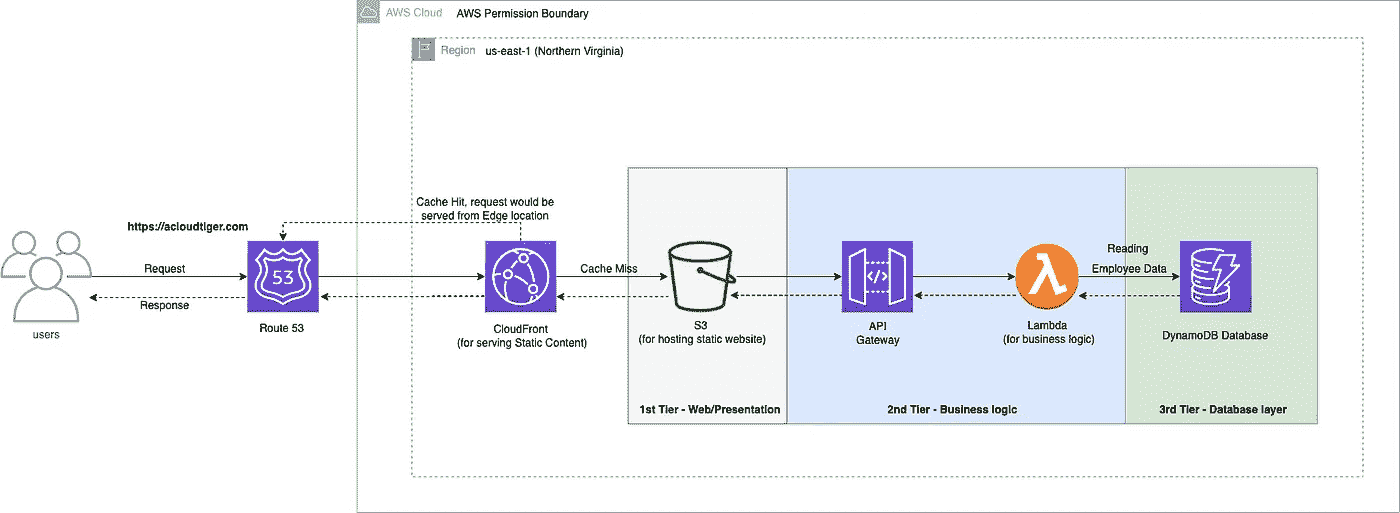 AWS Cloud
AWS Permission Boundary
Region
us-east-1 (Northern Virginia)
Cache Hit, request would be
served from Edge location
https://acloudtiger.com
Request
53
Cache Miss
Reading
Employee Data
Response
users
Route 53
CloudFront
(for serving Static Content)
S3
(for hosting static website)
API
Gateway
Lambda
(for business logic)
DynamoDB Database
1st Tier - Web/Presentation
2nd Tier - Business logic
3rd Tier - Database layer